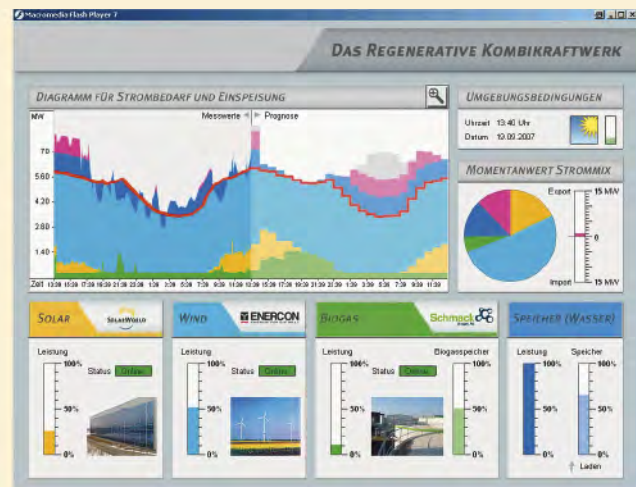 Macromedia Flash Player 7
DAS REGENERATIVE KOMBIKRAFTWERK
DIAGRAMM FÜR STROMBEDARF UND EINSPEISUNG
MW
Messwerte
Prognose
70
5.60
4.20
2.80
1.40
Zeit
UMGEBUNGSBEDINGUNGEN
Uhrzeit 13:40 Uhr
Datum 19.09.2007
MOMENTANWERT STROMMIX
Export
15 MW
0
Import
15 MW
SOLAR
SOLARWORLD
Leistung
100%
Status Online
50%
0%
WIND
ENERCON
Leistung
100%
Status Online
50%
0%
BIOGAS
Schmack
Leistung
Biogasspeicher
100%
Status Online
100%
50%
50%
0%
0%
SPEICHER (WASSER)
Leistung
Speicher
100%
100%
50%
50%
0%
0%
Laden